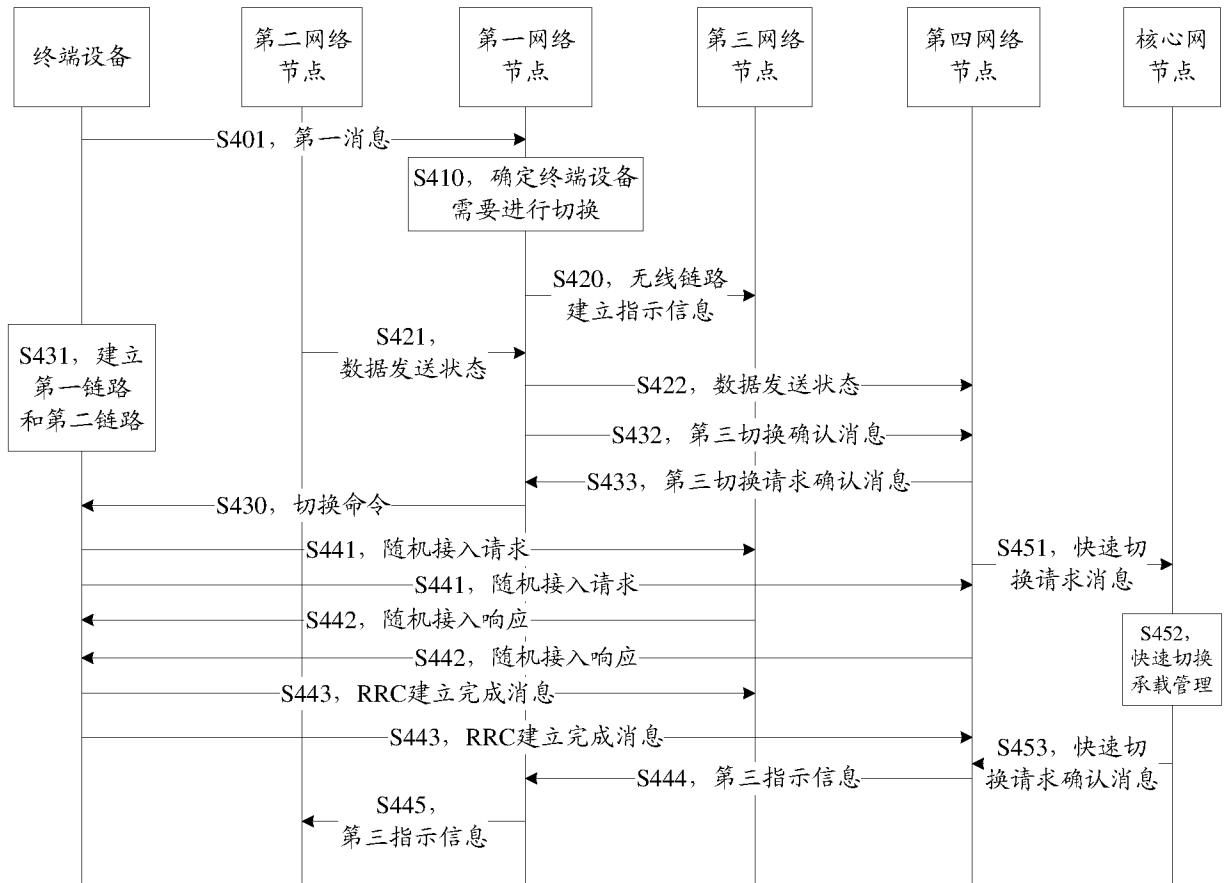 终端设备
第二网络
节点
第一网络
节点
第三网络
节点
第四网络
节点
核心网
节点
S401，第一消息
S410，确定终端设备
需要进行切换
S420，无线链路
建立指示信息
S421，
数据发送状态
S431，建立
第一链路
和第二链路
S422，数据发送状态
S432，第三切换确认消息
S433，第三切换请求确认消息
S430，切换命令
S441，随机接入请求
S451，快速切
换请求消息
S441，随机接入请求
S442，随机接入响应
S452，
快速切换
承载管理
S442，随机接入响应
S443，RRC建立完成消息
S443，RRC建立完成消息
S453，快速切
换请求确认消息
S444，第三指示信息
S445，
第三指示信息